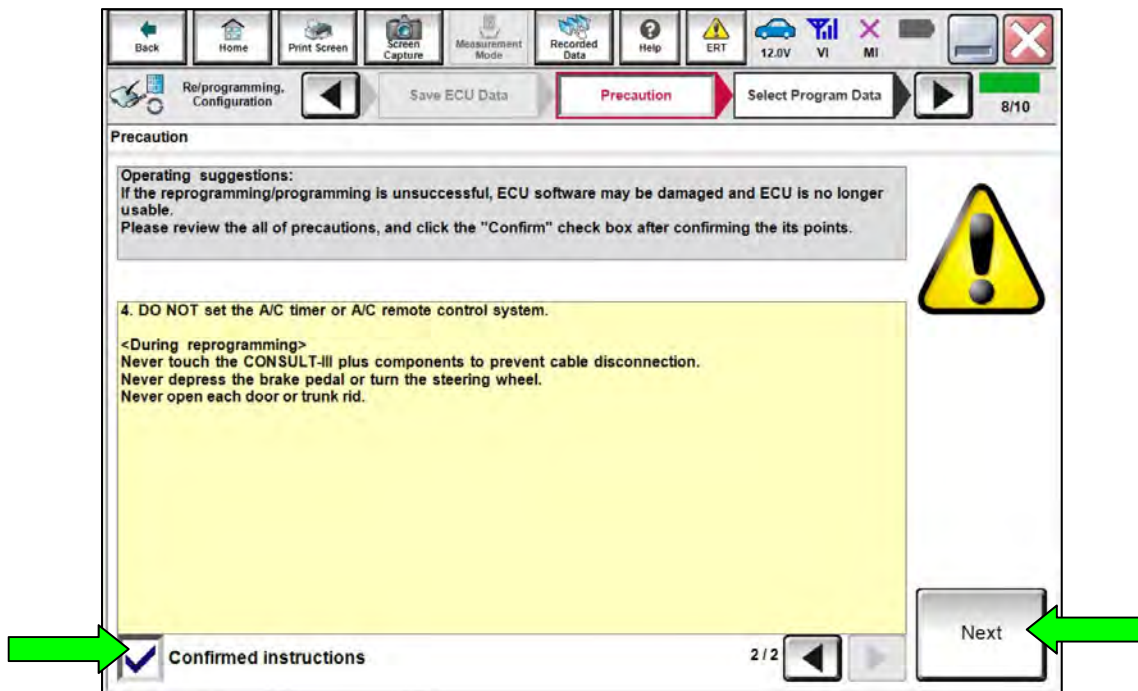 Back
Home
Print Screen
Screen
Capture
Measurement
Mode
Recorded
Data
Help
ERT
12.0V
VI
MI
Re/programming,
Configuration
Save ECU Data
Precaution
Select Program Data
8/10
Precaution
Operating suggestions:
If the reprogramming/programming is unsuccessful, ECU software may be damaged and ECU is no longer
usable.
Please review the all of precautions, and click the "Confirm" check box after confirming the its points.
4. DO NOT set the A/C timer or A/C remote control system.
<During reprogramming>
Never touch the CONSULT-III plus components to prevent cable disconnection.
Never depress the brake pedal or turn the steering wheel.
Never open each door or trunk rid.
Confirmed instructions
2/2
Next